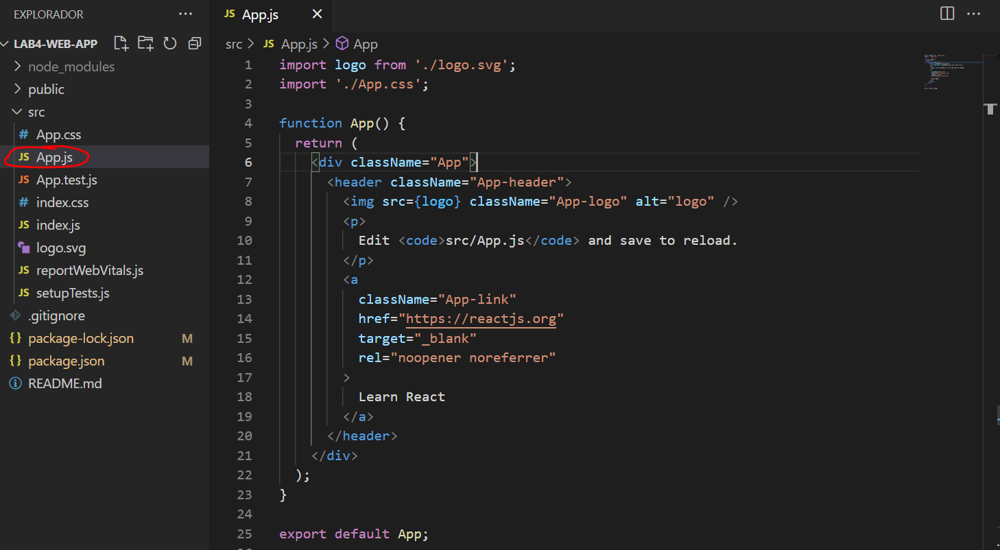 EXPLORADOR ···
LAB4-WEB-APP
node_modules
public
src
# App.css
JS App.js
JS App.test.js
# index.css
JS index.js
logo.svg
JS reportWebVitals.js
JS setupTests.js
.gitignore
{} package-lock.json M
{} package.json M
README.md
JS App.js ×
src > JS App.js > App
1 import logo from './logo.svg';
2 import './App.css';
3
4 function App() {
5   return (
6     <div className="App">
7       <header className="App-header">
8         <img src={logo} className="App-logo" alt="logo" />
9         <p>
10           Edit <code>src/App.js</code> and save to reload.
11         </p>
12         <a
13           className="App-link"
14           href="https://reactjs.org"
15           target="_blank"
16           rel="noopener noreferrer"
17         >
18           Learn React
19         </a>
20       </header>
21     </div>
22   );
23 }
24
25 export default App;